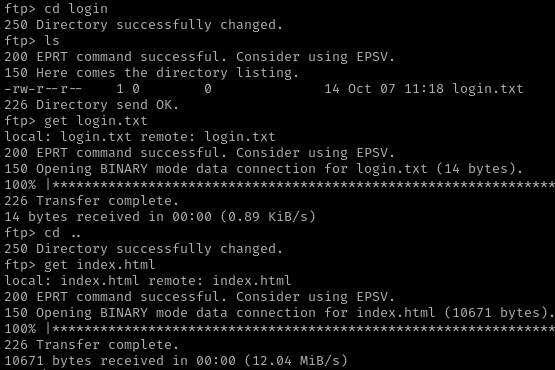 ftp> cd login
250 Directory successfully changed.
ftp> ls
200 EPRT command successful. Consider using EPSV.
150 Here comes the directory listing.
-rw-r--r--    1 0        0              14 Oct 07 11:18 login.txt
226 Directory send OK.
ftp> get login.txt
local: login.txt remote: login.txt
200 EPRT command successful. Consider using EPSV.
150 Opening BINARY mode data connection for login.txt (14 bytes).
100% |****************************************************************
226 Transfer complete.
14 bytes received in 00:00 (0.89 KiB/s)
ftp> cd ..
250 Directory successfully changed.
ftp> get index.html
local: index.html remote: index.html
200 EPRT command successful. Consider using EPSV.
150 Opening BINARY mode data connection for index.html (10671 bytes).
100% |****************************************************************
226 Transfer complete.
10671 bytes received in 00:00 (12.04 MiB/s)